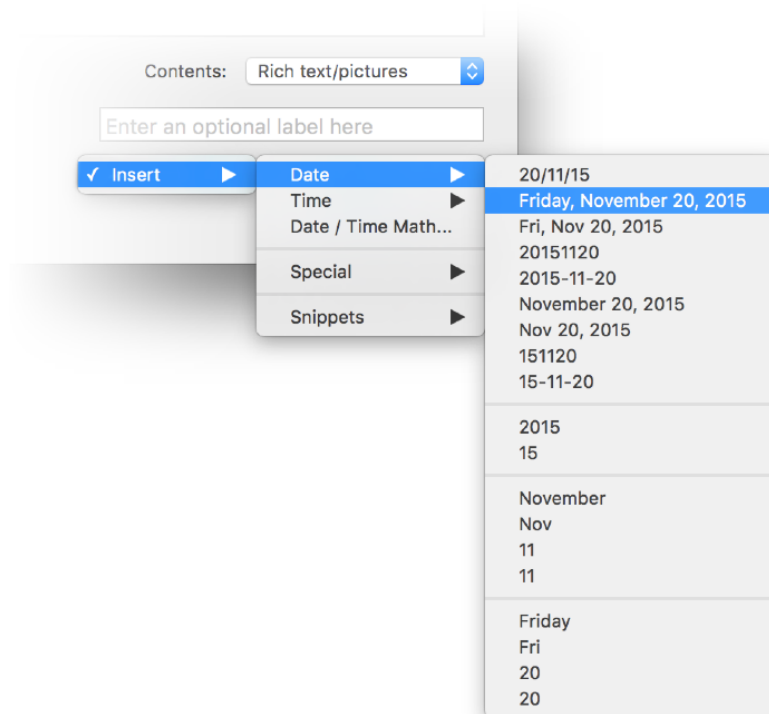 Contents: Rich text/pictures
Enter an optional label here
✓ Insert ▶
Date ▶
Time ▶
Date / Time Math...
Special ▶
Snippets ▶
20/11/15
Friday, November 20, 2015
Fri, Nov 20, 2015
20151120
2015-11-20
November 20, 2015
Nov 20, 2015
151120
15-11-20
2015
15
November
Nov
11
11
Friday
Fri
20
20